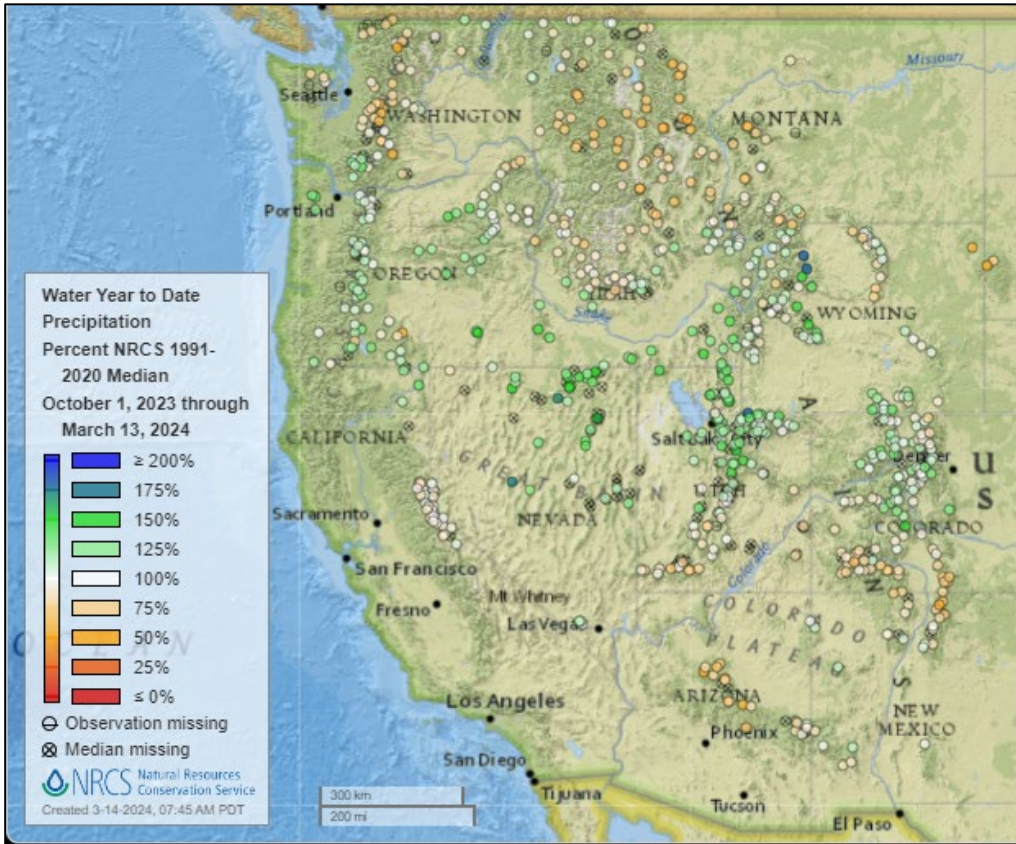 Seattle
WASHINGTON
Columbia
MONTANA
Missouri
Portland
OREGON
IDAHO
Snake
WYOMING
CALIFORNIA
Salt Lake City
GREAT BASIN
NEVADA
UTAH
Denver
US
COLORADO
Sacramento
San Francisco
Fresno
Mt Whitney
Las Vegas
Colorado
COLORADO
PLATEAU
OCEAN
Los Angeles
ARIZONA
Phoenix
NEW
MEXICO
San Diego
Tijuana
Tucson
El Paso
Water Year to Date
Precipitation
Percent NRCS 1991-
2020 Median
October 1, 2023 through
March 13, 2024
≥ 200%
175%
150%
125%
100%
75%
50%
25%
≤ 0%
Observation missing
Median missing
NRCS Natural Resources
Conservation Service
Created 3-14-2024, 07:45 AM PDT
300 km
200 mi